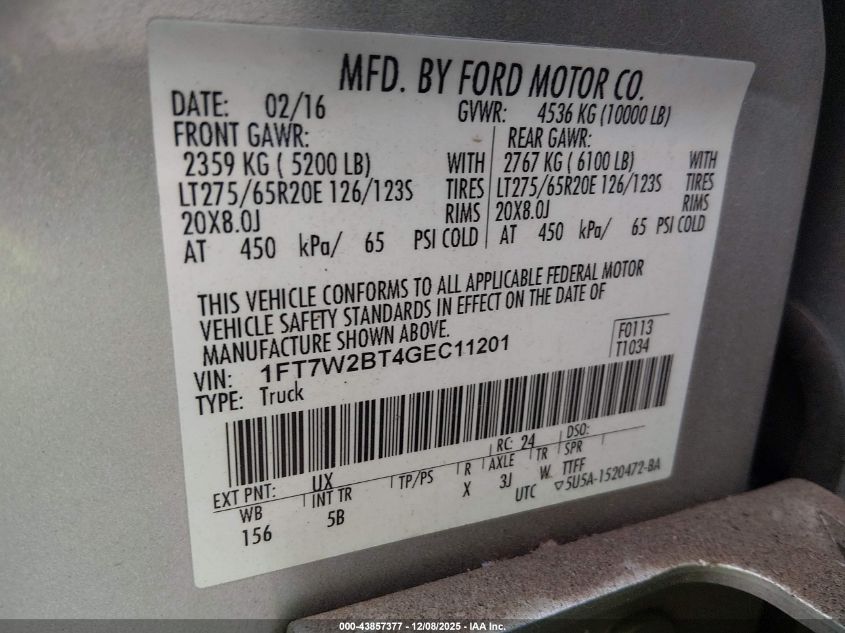 MFD. BY FORD MOTOR CO.
DATE: 02/16 GVWR: 4536 KG (10000 LB)
FRONT GAWR: REAR GAWR:
2359 KG ( 5200 LB) WITH 2767 KG ( 6100 LB) WITH
LT275/65R20E 126/123S TIRES LT275/65R20E 126/123S TIRES
20X8.0J RIMS 20X8.0J RIMS
AT 450 kPa/ 65 PSI COLD AT 450 kPa/ 65 PSI COLD
THIS VEHICLE CONFORMS TO ALL APPLICABLE FEDERAL MOTOR
VEHICLE SAFETY STANDARDS IN EFFECT ON THE DATE OF
MANUFACTURE SHOWN ABOVE.
VIN: 1FT7W2BT4GEC11201 F0113
TYPE: Truck T1034
EXT PNT: UX RC: 24 DSO:
WB INT TR TP/PS R AXLE TR SPR
156 5B X 3J W TTFF
UTC ▽5U5A-1520472-BA
000-43857377 - 12/08/2025 - www.iaai.com